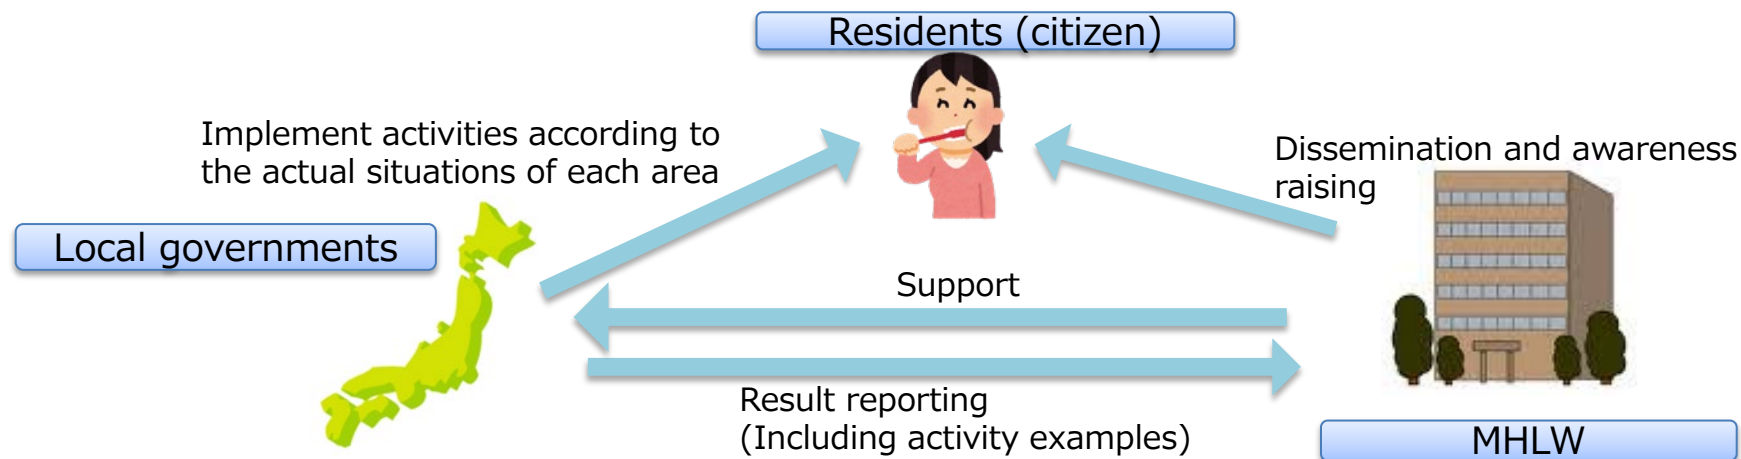 Residents (citizen)
Implement activities according to
the actual situations of each area
Dissemination and awareness
raising
Local governments
Support
Result reporting
(Including activity examples)
MHLW